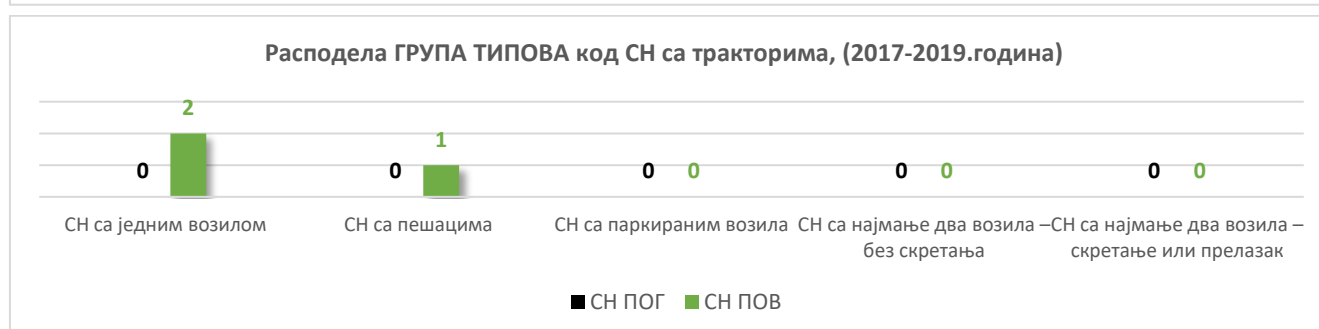 Расподела ГРУПА ТИПОВА код СН са тракторима, (2017-2019.година)
2
1
0 0 0 0 0 0 0 0
СН са једним возилом СН са пешацима СН са паркираним возила СН са најмање два возила – без скретања СН са најмање два возила – скретање или прелазак
СН ПОГ СН ПОВ